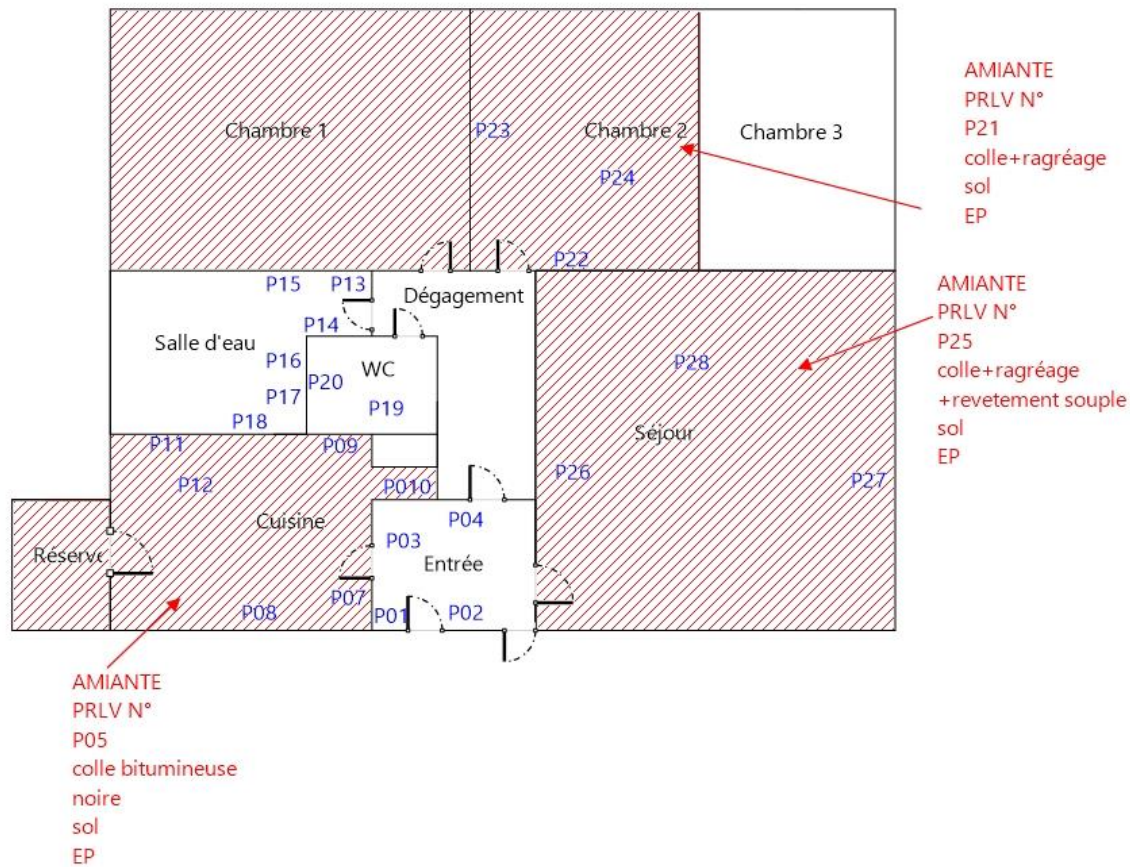 AMIANTE
PRLV N°
P21
colle+ragréage
sol
EP
Chambre 1
P23
Chambre 2
Chambre 3
P24
P22
P15
P13
Dégagement
AMIANTE
PRLV N°
P25
colle+ragréage
+revetement souple
sol
EP
P14
Salle d'eau
P16
WC
P28
P20
P17
P19
P18
Séjour
P11
P09
P26
P27
P12
P010
Cuisine
P04
P03
Réserve
Entrée
P07
P08
P01
P02
AMIANTE
PRLV N°
P05
colle bitumineuse
noire
sol
EP